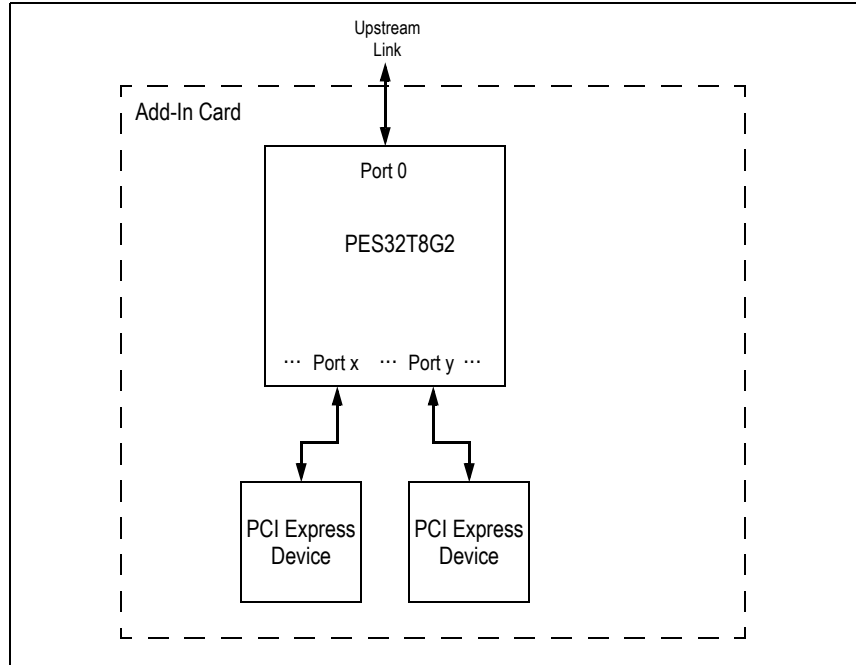 Upstream
Link
Add-In Card
Port 0
PES32T8G2
··· Port x ··· Port y ···
PCI Express
Device
PCI Express
Device